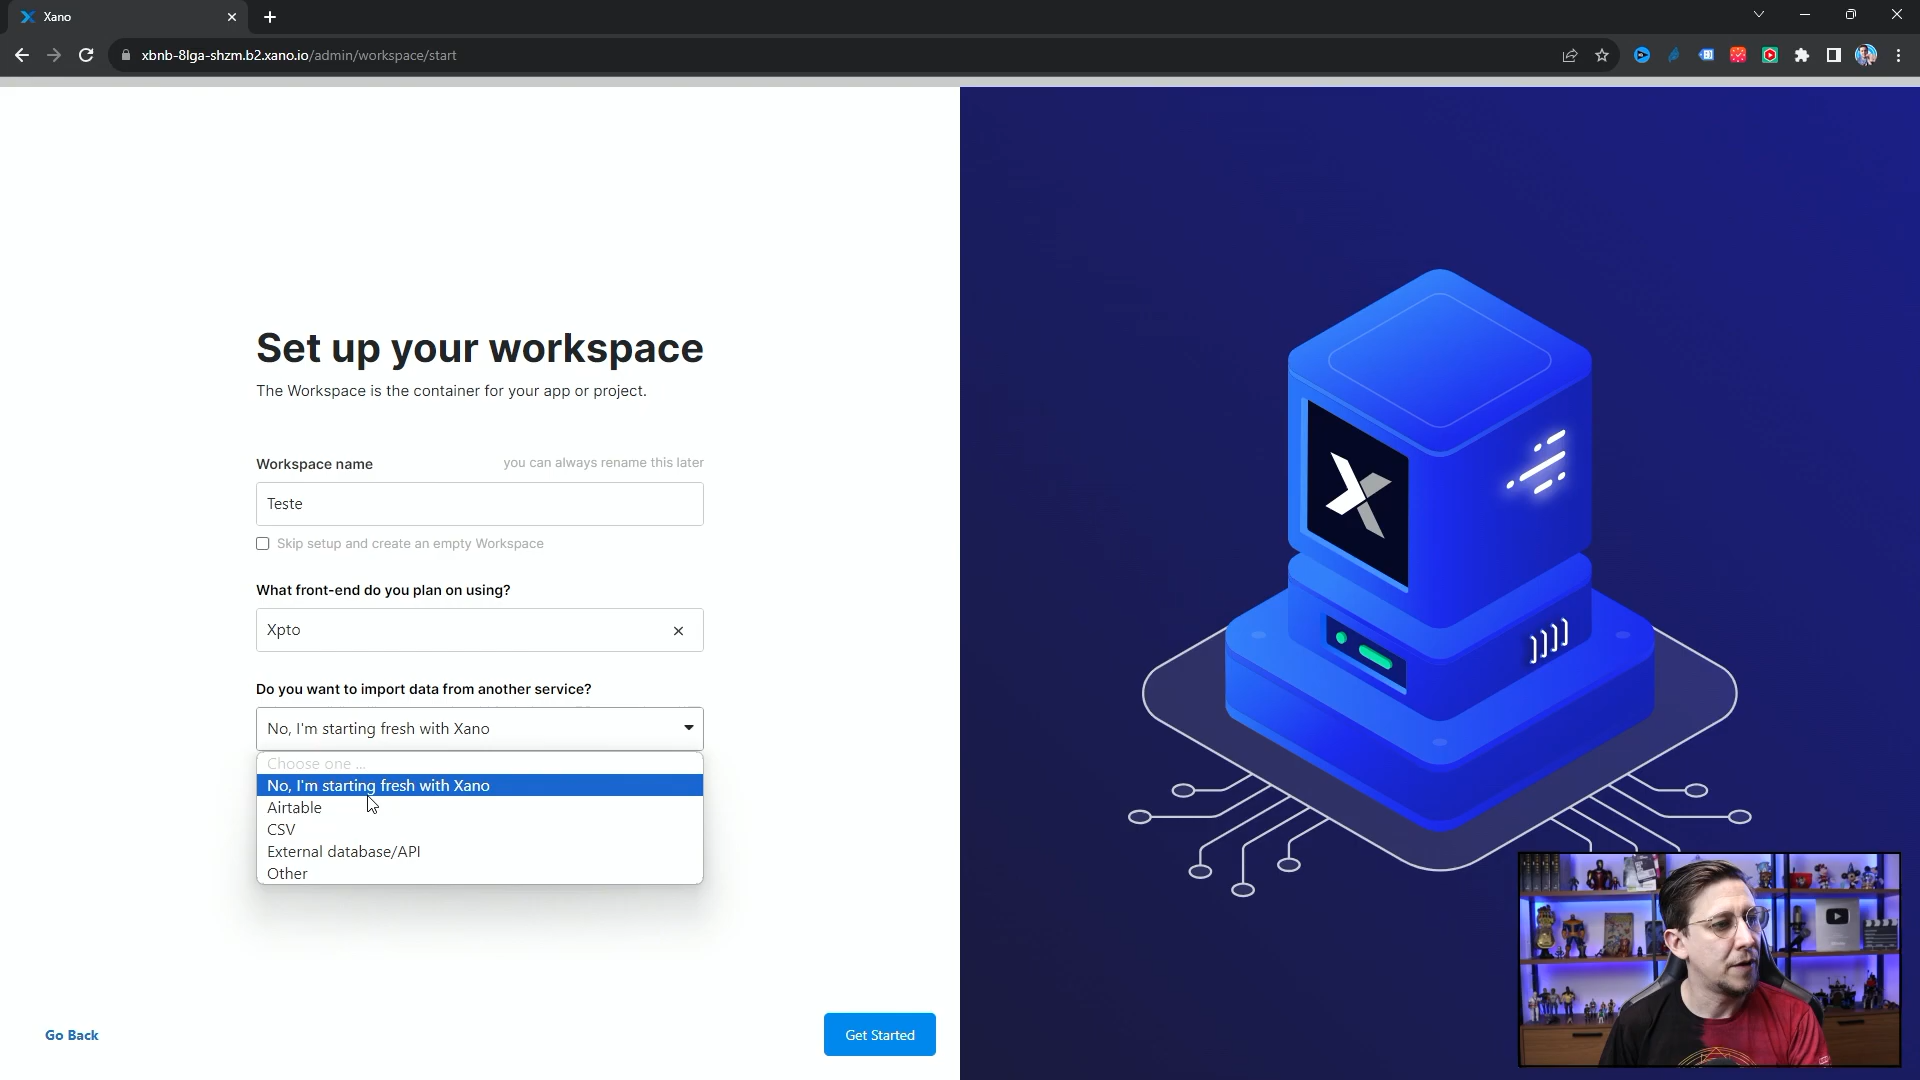 Xano
xbnb-8lga-shzm.b2.xano.io/admin/workspace/start
Set up your workspace
The Workspace is the container for your app or project.
Workspace name
you can always rename this later
Teste
Skip setup and create an empty Workspace
What front-end do you plan on using?
Xpto
Do you want to import data from another service?
No, I'm starting fresh with Xano
Choose one ...
No, I'm starting fresh with Xano
Airtable
CSV
External database/API
Other
Go Back
Get Started